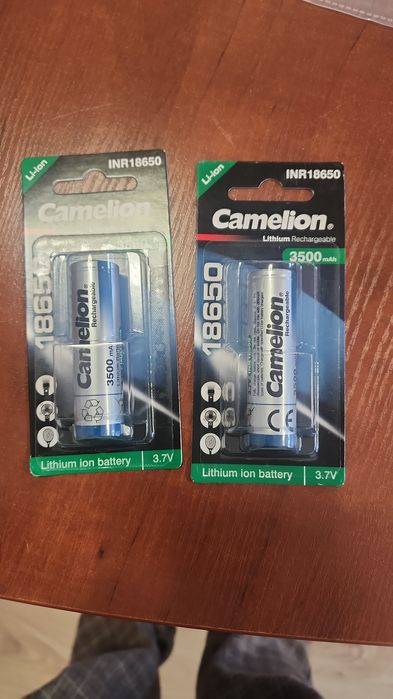 Li-ion
INR18650
Camelion
18650
Camelion®
Rechargeable
3500 mA
Lithium ion battery
3.7V
Li-ion
INR18650
Camelion®
Lithium Rechargeable
3500 mAh
18650
Camelion®
Rechargeable
Lithium ion battery
3.7V